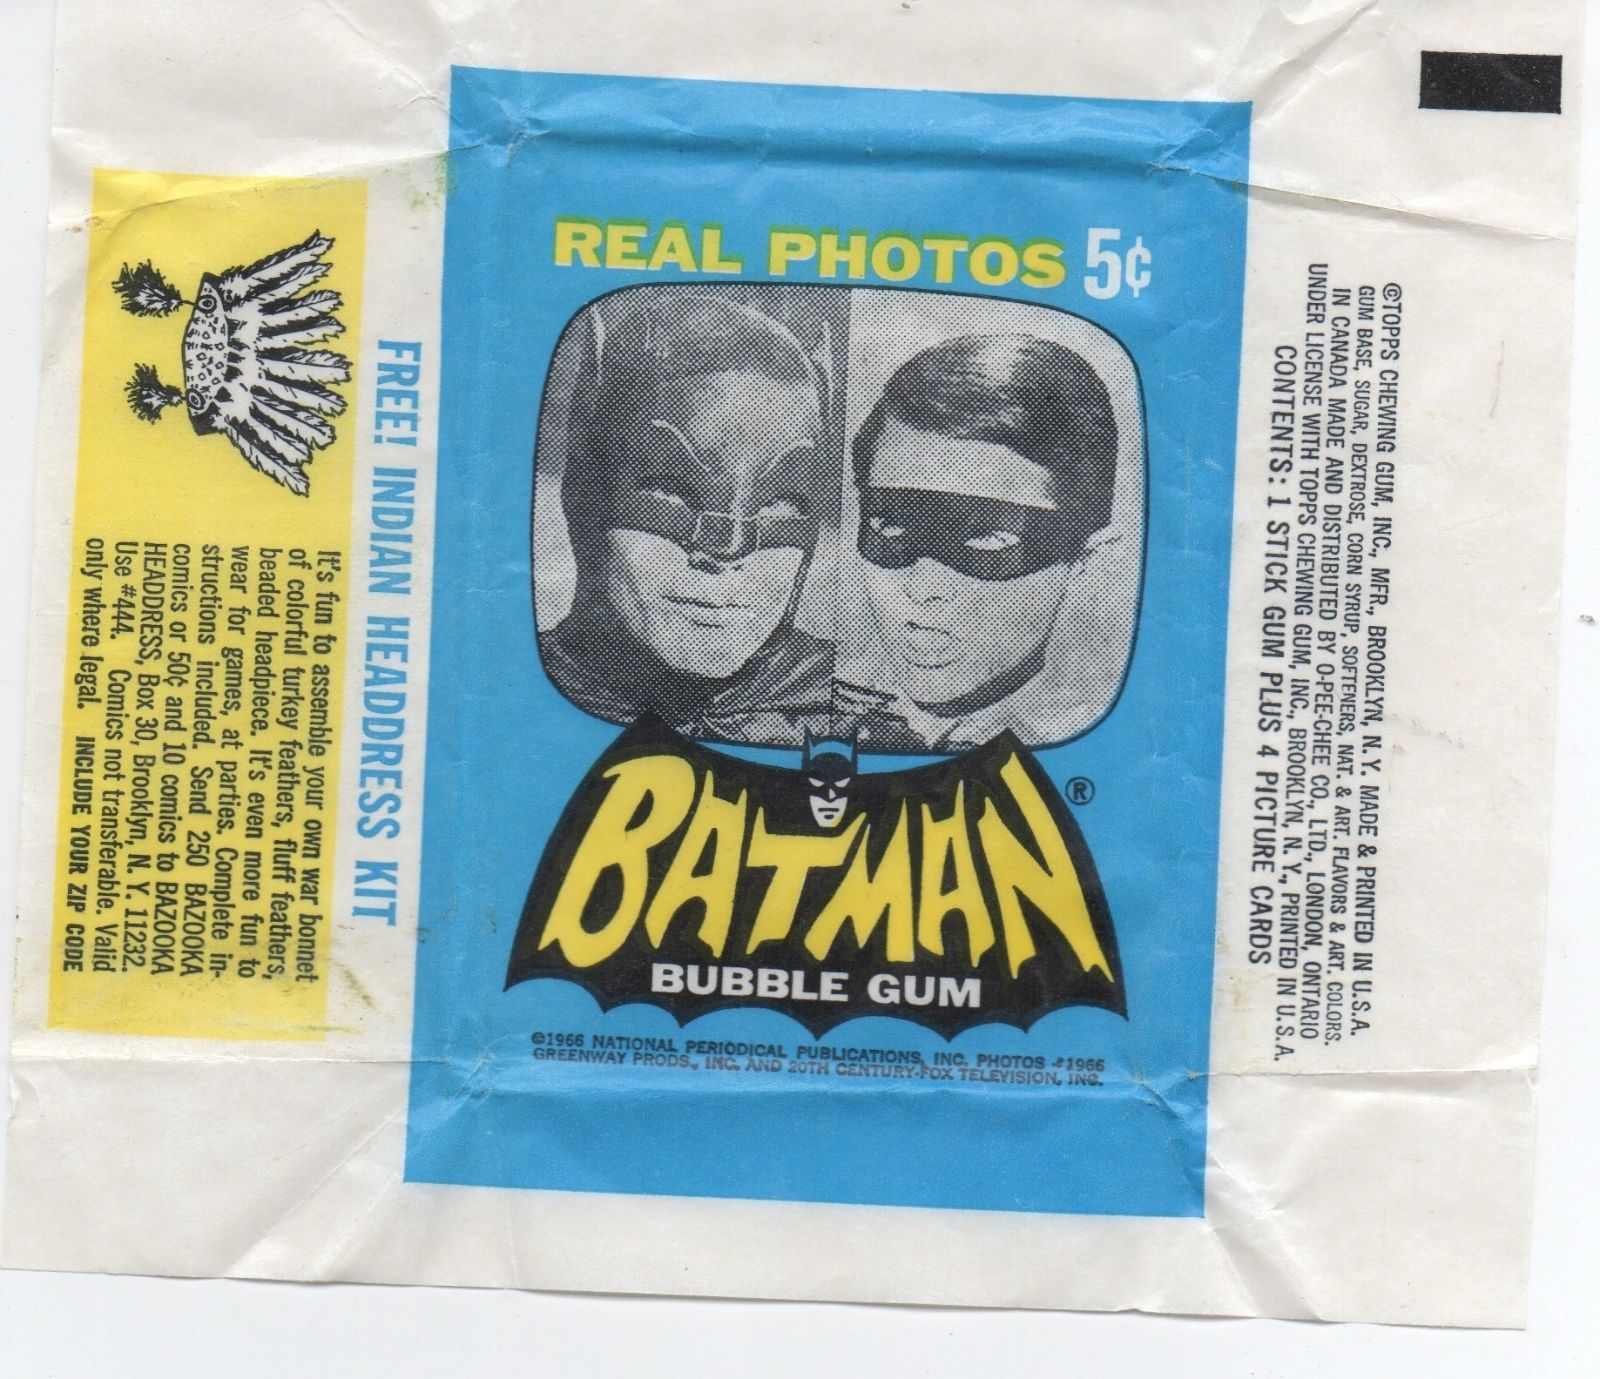 REAL PHOTOS 5¢
BATMAN ®
BUBBLE GUM
©1966 NATIONAL PERIODICAL PUBLICATIONS, INC. PHOTOS ©1966
GREENWAY PRODS., INC. AND 20TH CENTURY-FOX TELEVISION, INC.
FREE! INDIAN HEADDRESS KIT
It's fun to assemble your own war bonnet
of colorful turkey feathers, fluff feathers,
beaded headpiece. It's even more fun to
wear for games, at parties. Complete in-
structions included. Send 250 BAZOOKA
comics or 50¢ and 10 comics to BAZOOKA
HEADDRESS, Box 30, Brooklyn, N. Y. 11232.
Use #444. Comics not transferable. Valid
only where legal. INCLUDE YOUR ZIP CODE
©TOPPS CHEWING GUM, INC., MFR., BROOKLYN, N. Y. MADE & PRINTED IN U.S.A.
GUM BASE, SUGAR, DEXTROSE, CORN SYRUP, SOFTENERS, NAT. & ART. FLAVORS & ART. COLORS.
IN CANADA MADE AND DISTRIBUTED BY O-PEE-CHEE CO., LTD., LONDON, ONTARIO
UNDER LICENSE WITH TOPPS CHEWING GUM, INC., BROOKLYN, N. Y., PRINTED IN U.S.A.
CONTENTS: 1 STICK GUM PLUS 4 PICTURE CARDS